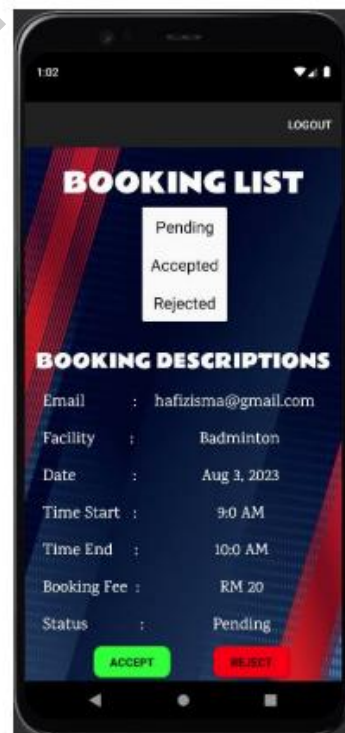 1:02
LOGOUT
BOOKING LIST
Pending
Accepted
Rejected
BOOKING DESCRIPTIONS
Email : hafizisma@gmail.com
Facility : Badminton
Date : Aug 3, 2023
Time Start : 9:0 AM
Time End : 10:0 AM
Booking Fee : RM 20
Status : Pending
ACCEPT REJECT